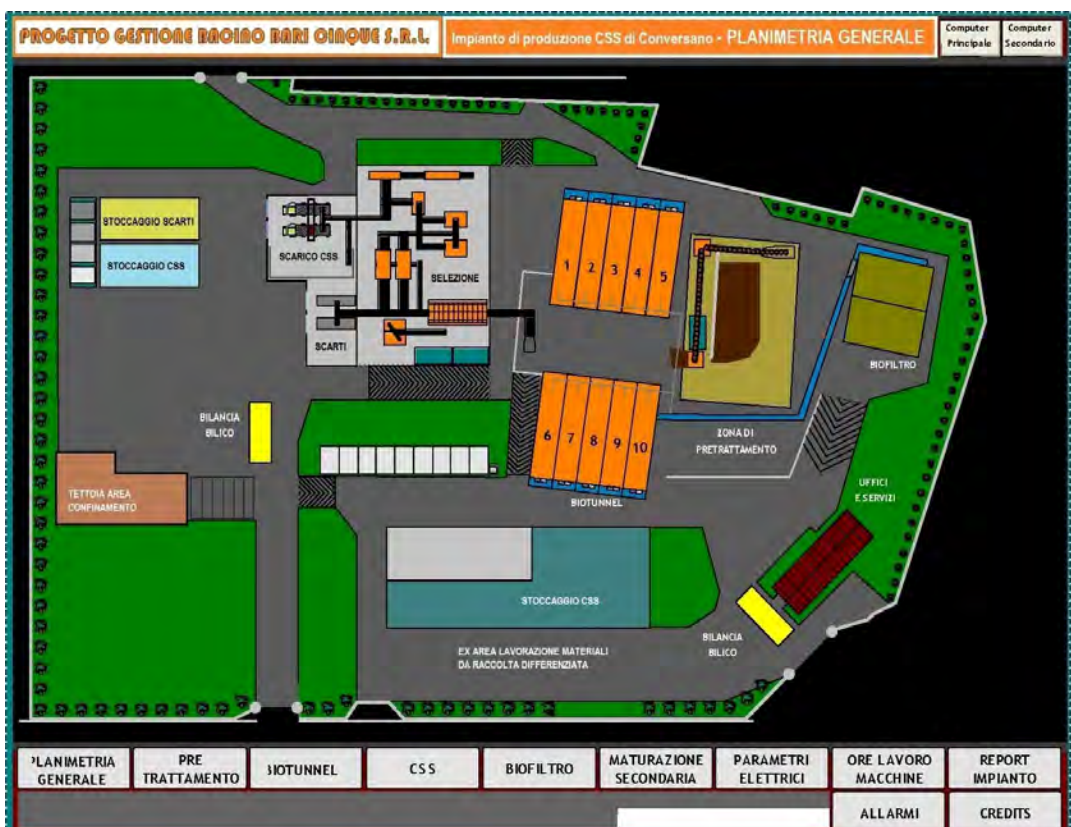 PROGETTO GESTIONE BACINO BARI CINQUE S.R.L.
Impianto di produzione CSS di Conversano - PLANIMETRIA GENERALE
Computer
Principale
Computer
Secondario
STOCCAGGIO SCARTI
STOCCAGGIO CSS
SCARICO CSS
SELEZIONE
SCARTI
1
2
3
4
5
BIOFILTRO
BILANCIA
BILICO
6
7
8
9
10
ZONA DI
PRETRATTAMENTO
BIOTUNNEL
TETTOIA AREA
CONFINAMENTO
UFFICI
E SERVIZI
STOCCAGGIO CSS
BILANCIA
BILICO
EX AREA LAVORAZIONE MATERIALI
DA RACCOLTA DIFFERENZIATA
PLANIMETRIA
GENERALE
PRE
TRATTAMENTO
BIOTUNNEL
CSS
BIOFILTRO
MATURAZIONE
SECONDARIA
PARAMETRI
ELETTRICI
ORE LAVORO
MACCHINE
REPORT
IMPIANTO
ALLARMI
CREDITS